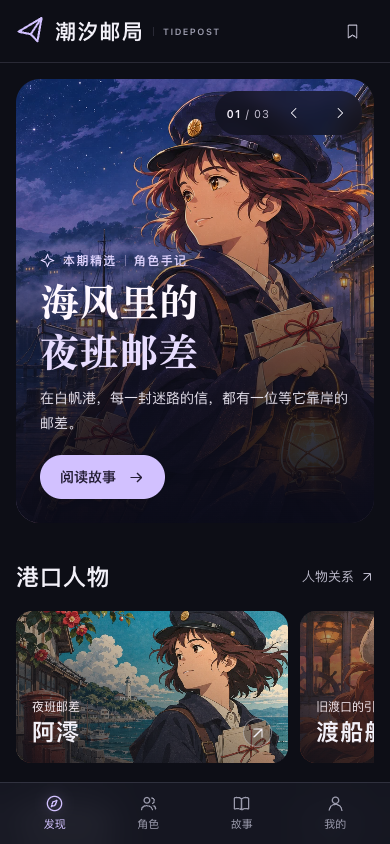 潮汐邮局 TIDEPOST
01 / 03
本期精选 角色手记
海风里的
夜班邮差
在白帆港，每一封迷路的信，都有一位等它靠岸的
邮差。
阅读故事
港口人物
人物关系
夜班邮差
阿澪
旧渡口的引
渡船
发现
角色
故事
我的